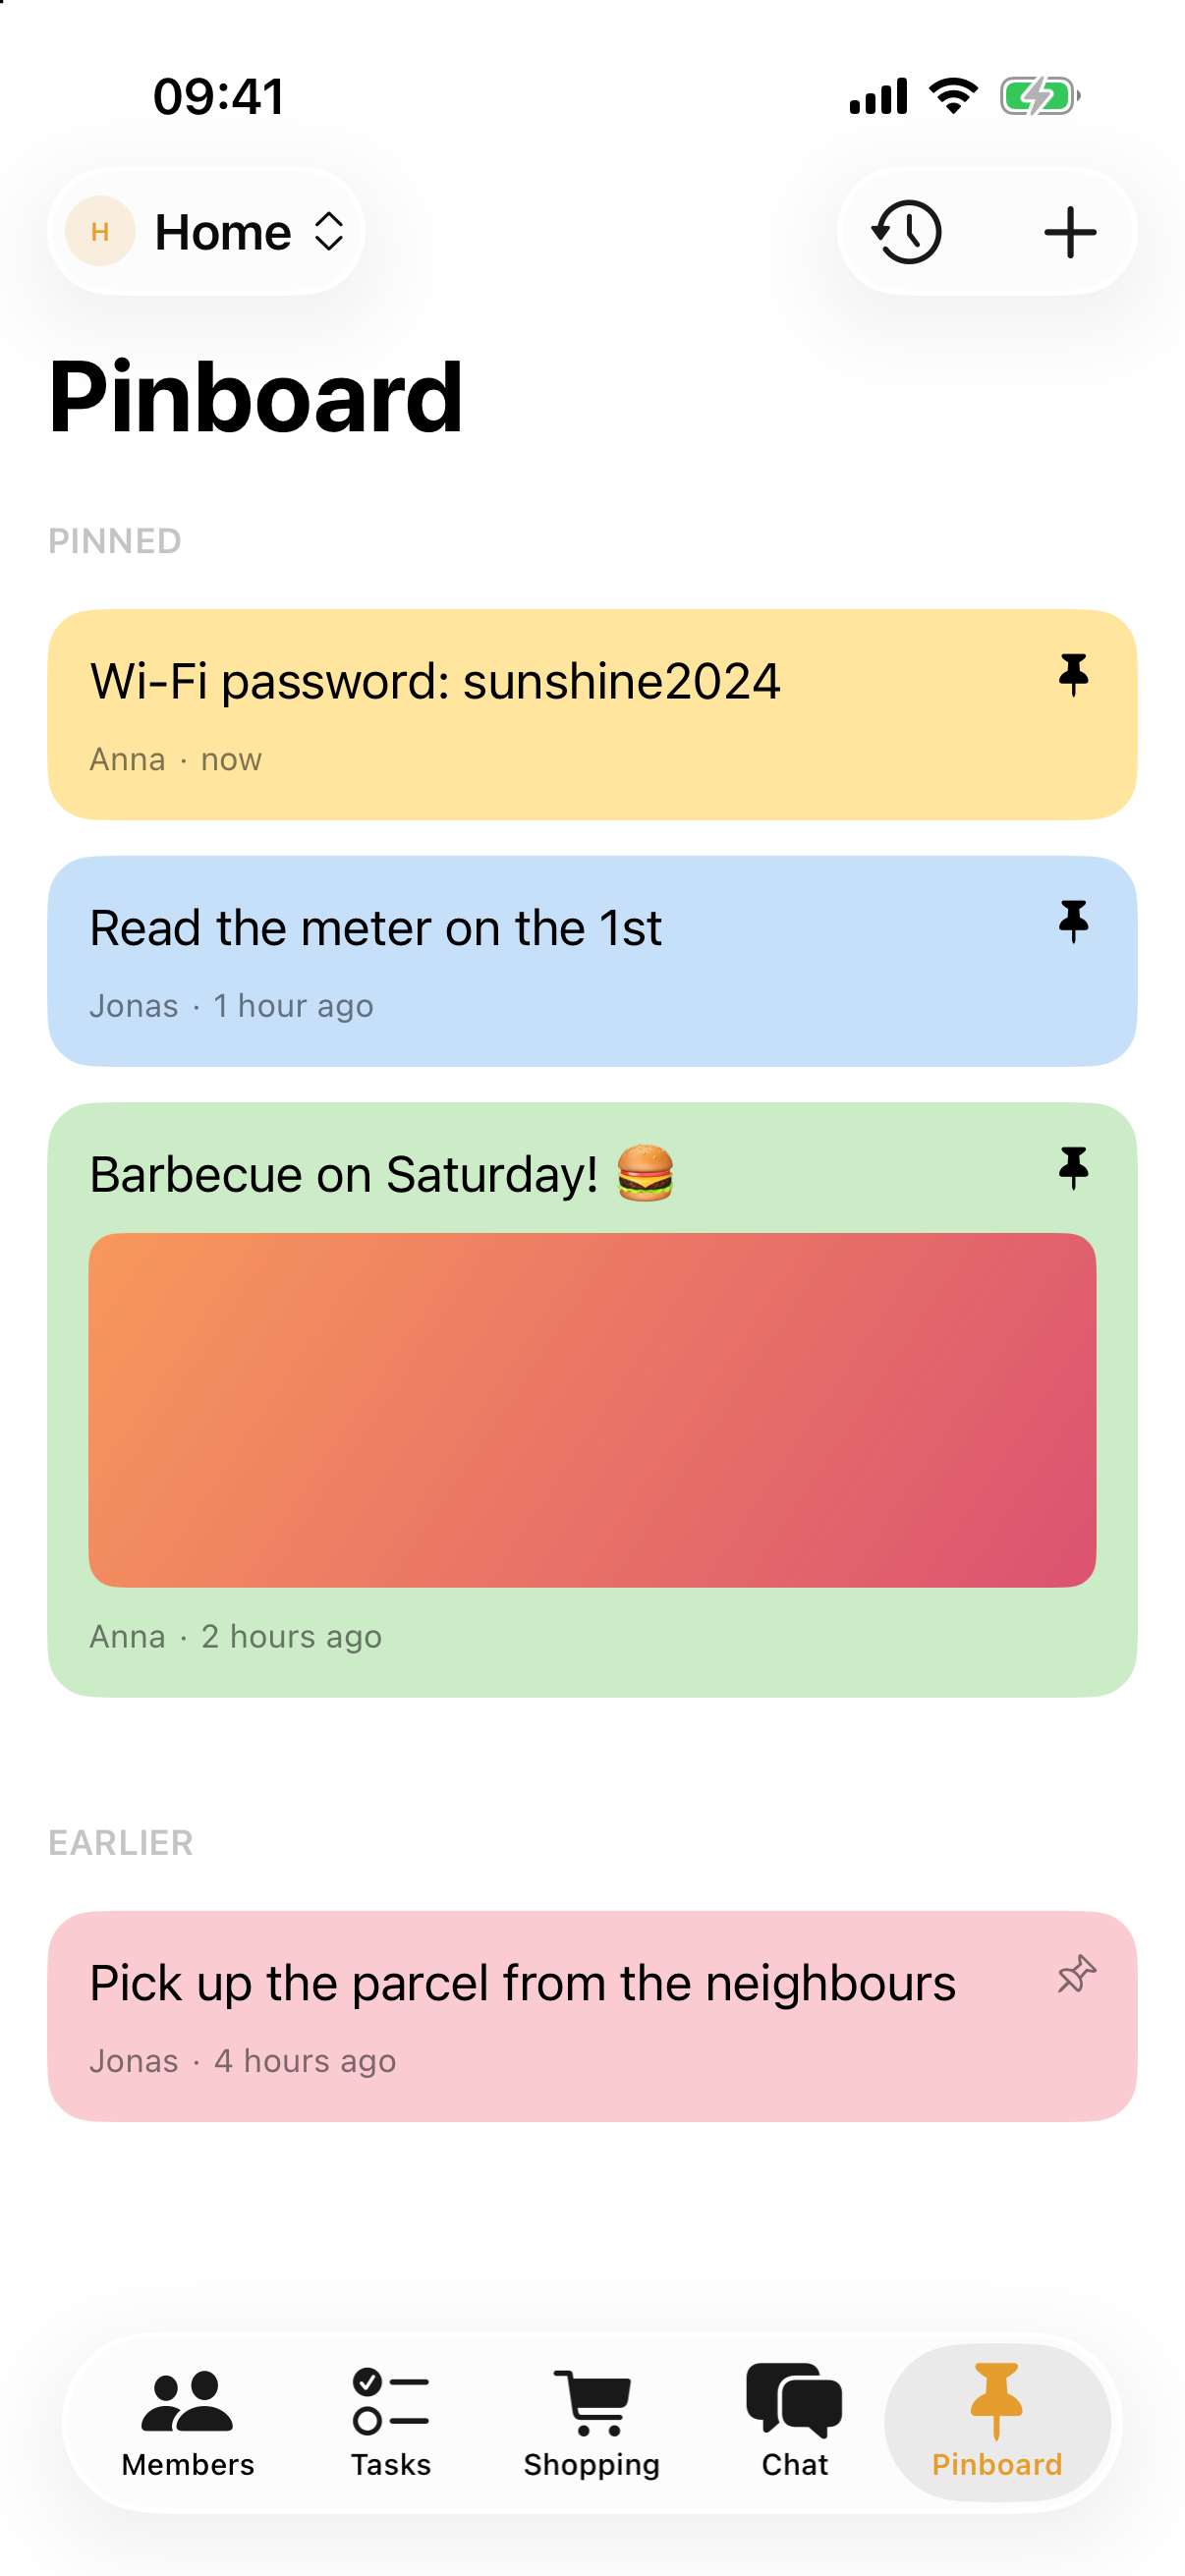 09:41
H Home
Pinboard
PINNED
Wi-Fi password: sunshine2024
Anna · now
Read the meter on the 1st
Jonas · 1 hour ago
Barbecue on Saturday! 🍔
Anna · 2 hours ago
EARLIER
Pick up the parcel from the neighbours
Jonas · 4 hours ago
Members Tasks Shopping Chat Pinboard